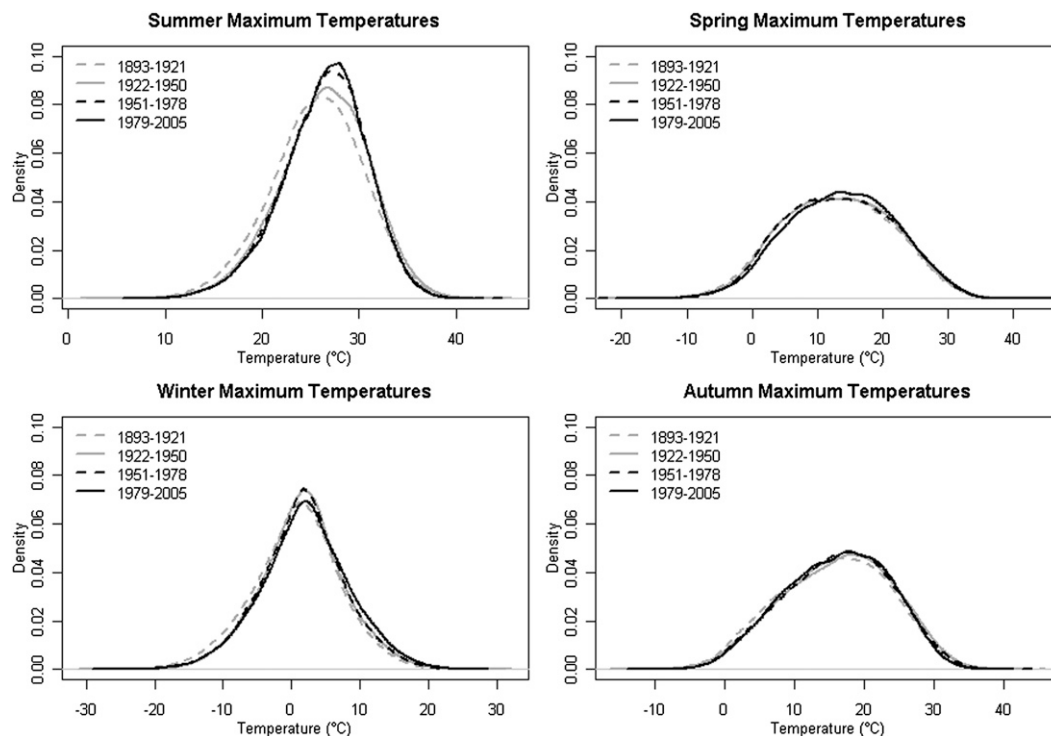 Summer Maximum Temperatures
0.10
0.08
0.06
0.04
0.02
0.00
Density
1893-1921
1922-1950
1951-1978
1979-2005
0 10 20 30 40
Temperature (°C)
Spring Maximum Temperatures
0.10
0.08
0.06
0.04
0.02
0.00
Density
1893-1921
1922-1950
1951-1978
1979-2005
-20 -10 0 10 20 30 40
Temperature (°C)
Winter Maximum Temperatures
0.10
0.08
0.06
0.04
0.02
0.00
Density
1893-1921
1922-1950
1951-1978
1979-2005
-30 -20 -10 0 10 20 30
Temperature (°C)
Autumn Maximum Temperatures
0.10
0.08
0.06
0.04
0.02
0.00
Density
1893-1921
1922-1950
1951-1978
1979-2005
-10 0 10 20 30 40
Temperature (°C)